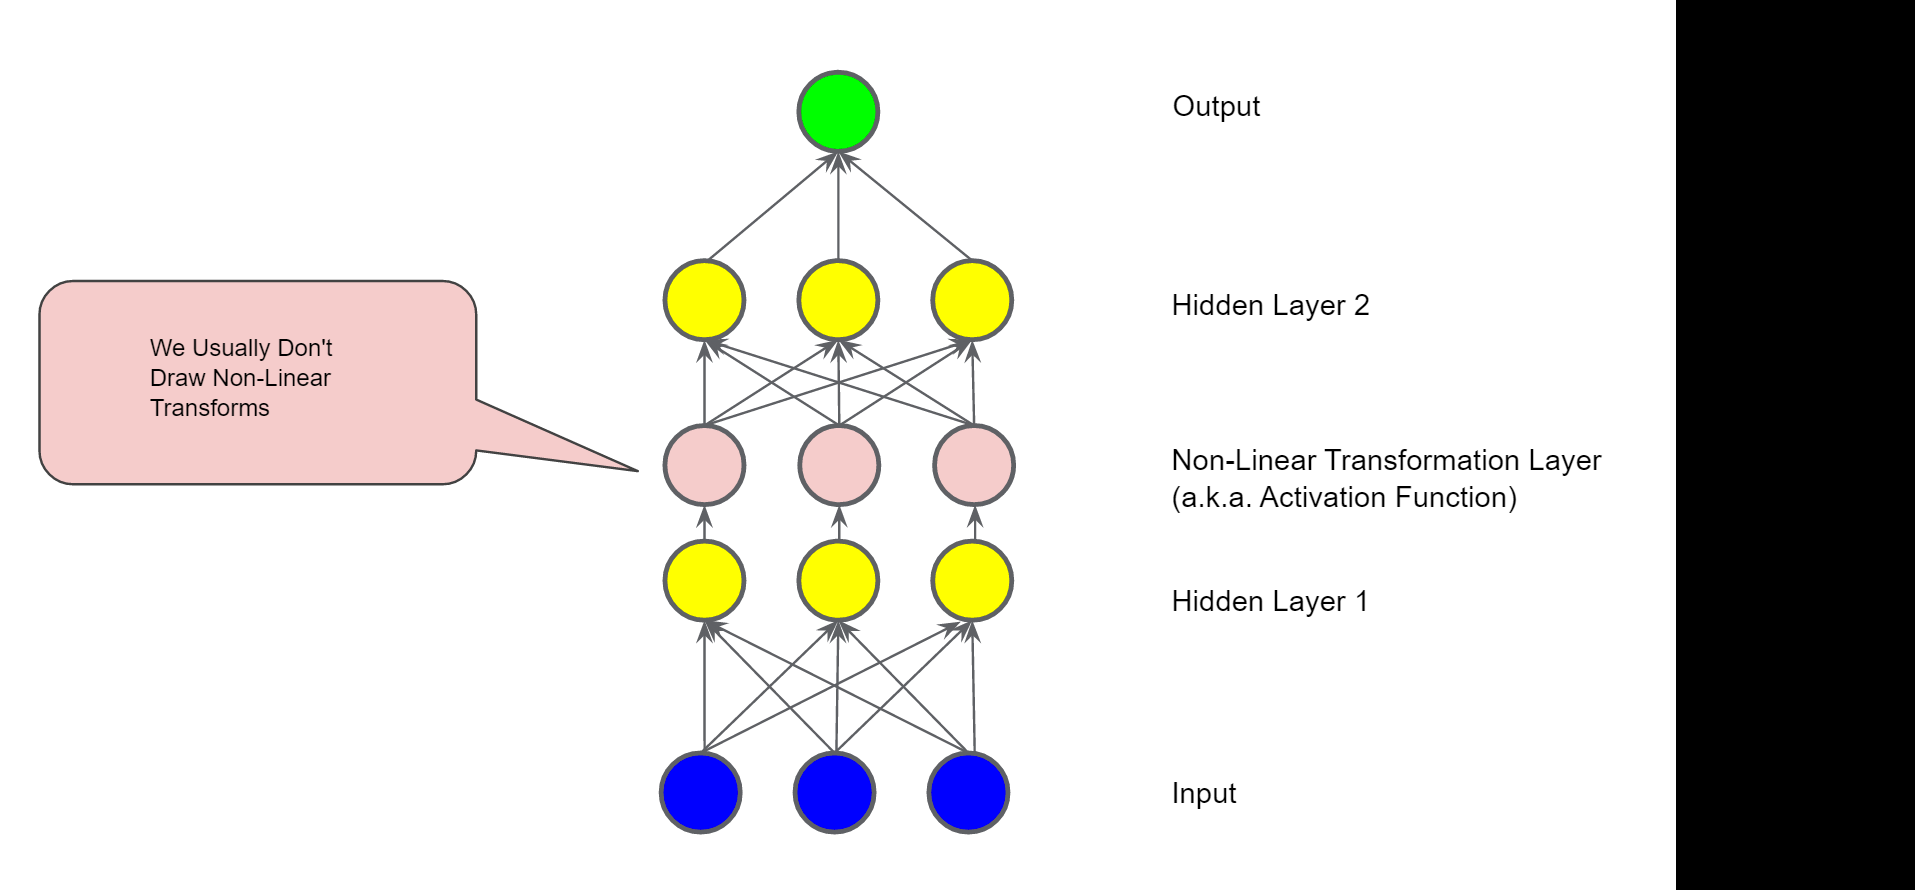 Output
Hidden Layer 2
We Usually Don't
Draw Non-Linear
Transforms
Non-Linear Transformation Layer
(a.k.a. Activation Function)
Hidden Layer 1
Input